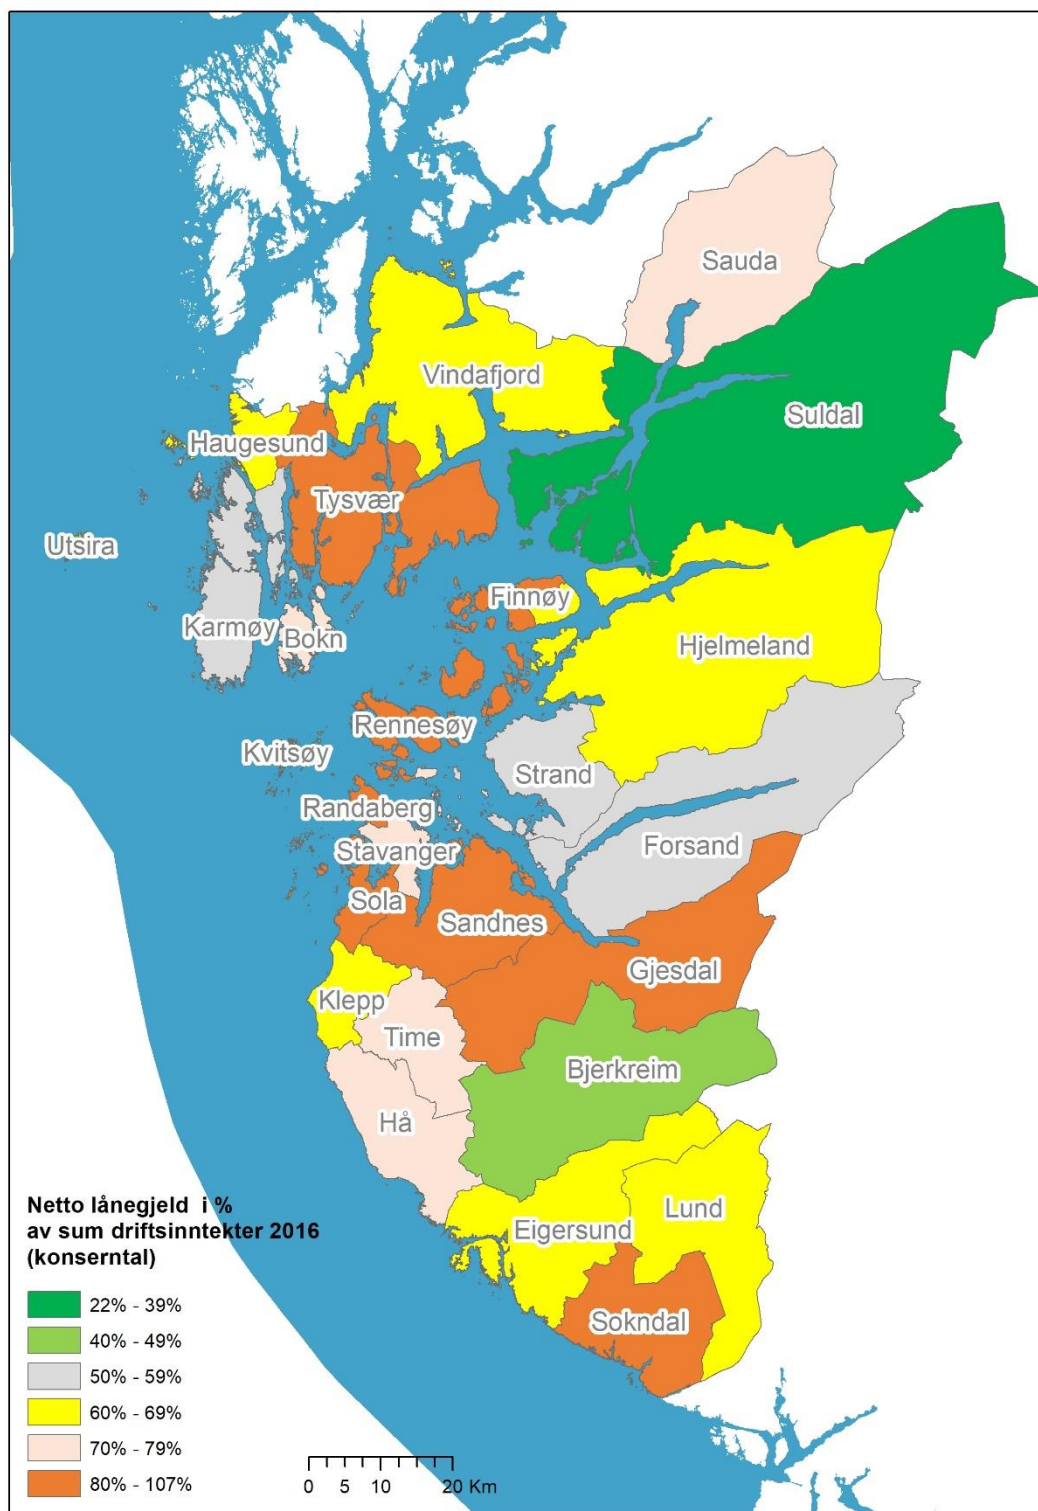 Sauda
Vindafjord
Suldal
Haugesund
Tysvær
Utsira
Finnøy
Karmøy
Bokn
Hjelmeland
Rennesøy
Kvitsøy
Strand
Randaberg
Forsand
Stavanger
Sola
Sandnes
Gjesdal
Klepp
Time
Bjerkreim
Hå
Lund
Eigersund
Sokndal
Netto lånegjeld i %
av sum driftsinntekter 2016
(konserntal)
22% - 39%
40% - 49%
50% - 59%
60% - 69%
70% - 79%
80% - 107%
0 5 10 20 Km